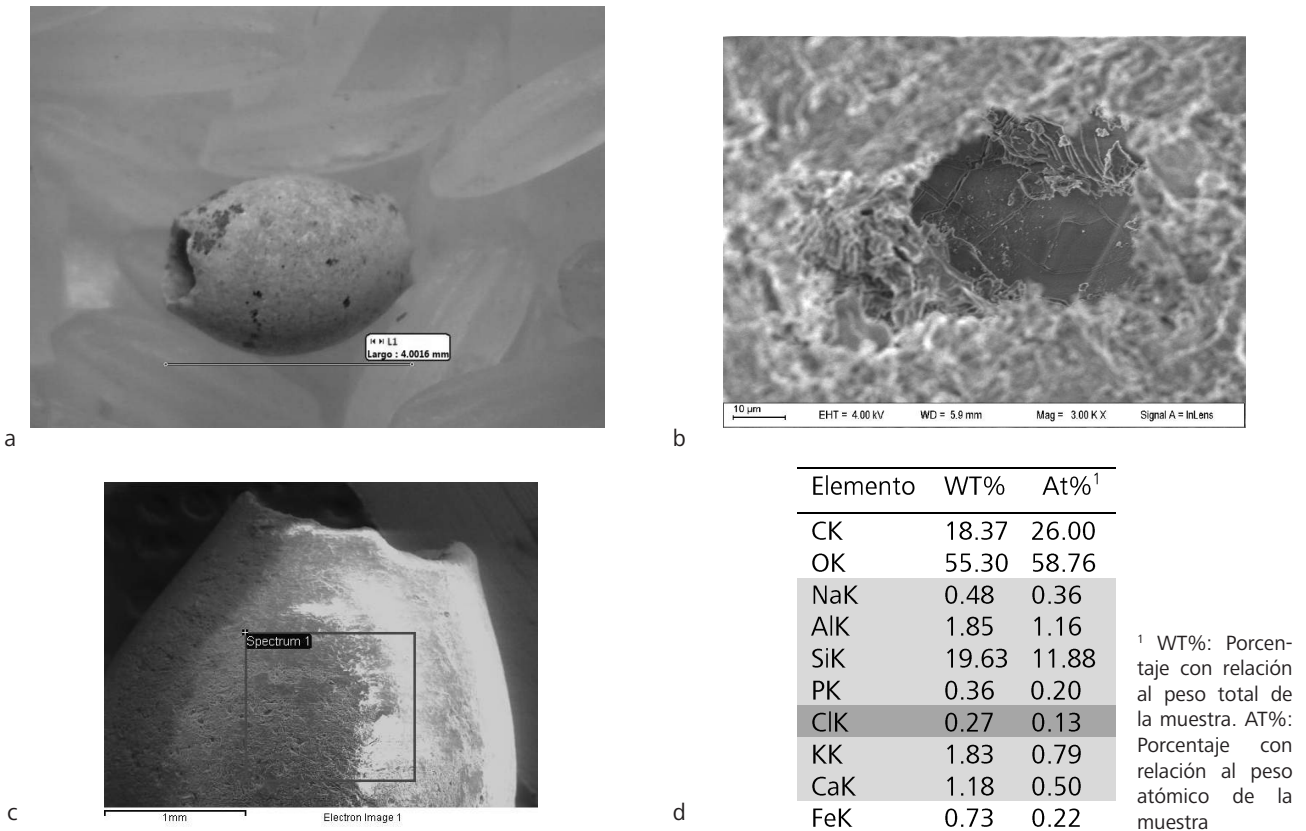 L1
Largo : 4.0016 mm
a
10 µm
EHT = 4.00 kV WD = 5.9 mm Mag = 3.00 K X Signal A = InLens
b
Spectrum 1
1mm Electron Image 1
c
Elemento WT% At%¹
CK 18.37 26.00
OK 55.30 58.76
NaK 0.48 0.36
AlK 1.85 1.16
SiK 19.63 11.88
PK 0.36 0.20
ClK 0.27 0.13
KK 1.83 0.79
CaK 1.18 0.50
FeK 0.73 0.22
d
¹ WT%: Porcen-
taje con relación
al peso total de
la muestra. AT%:
Porcentaje con
relación al peso
atómico de la
muestra